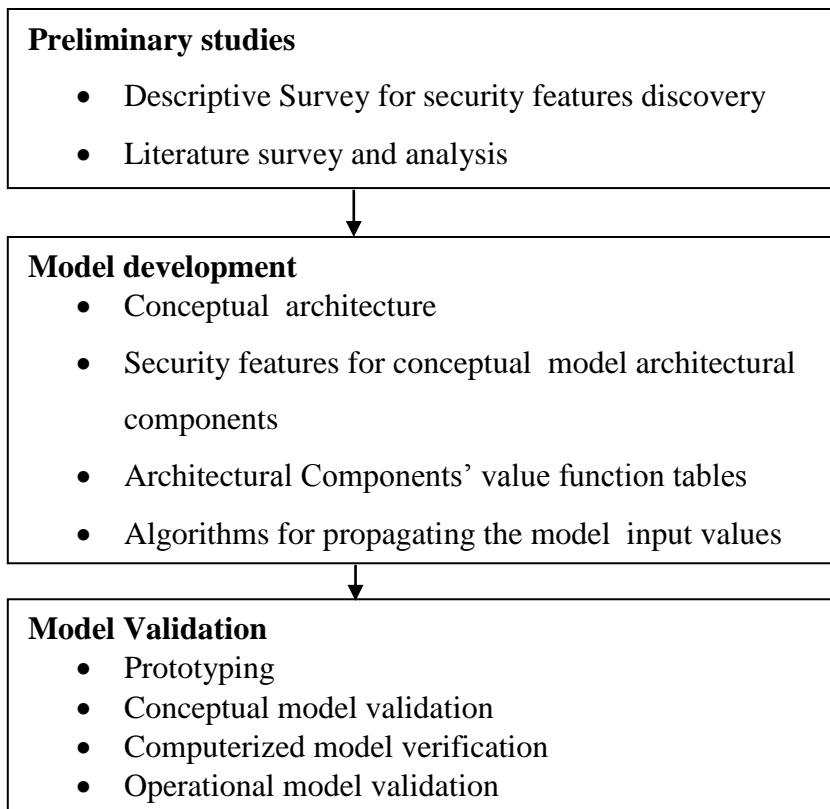 Preliminary studies
• Descriptive Survey for security features discovery
• Literature survey and analysis
Model development
• Conceptual architecture
• Security features for conceptual model architectural
components
• Architectural Components’ value function tables
• Algorithms for propagating the model input values
Model Validation
• Prototyping
• Conceptual model validation
• Computerized model verification
• Operational model validation